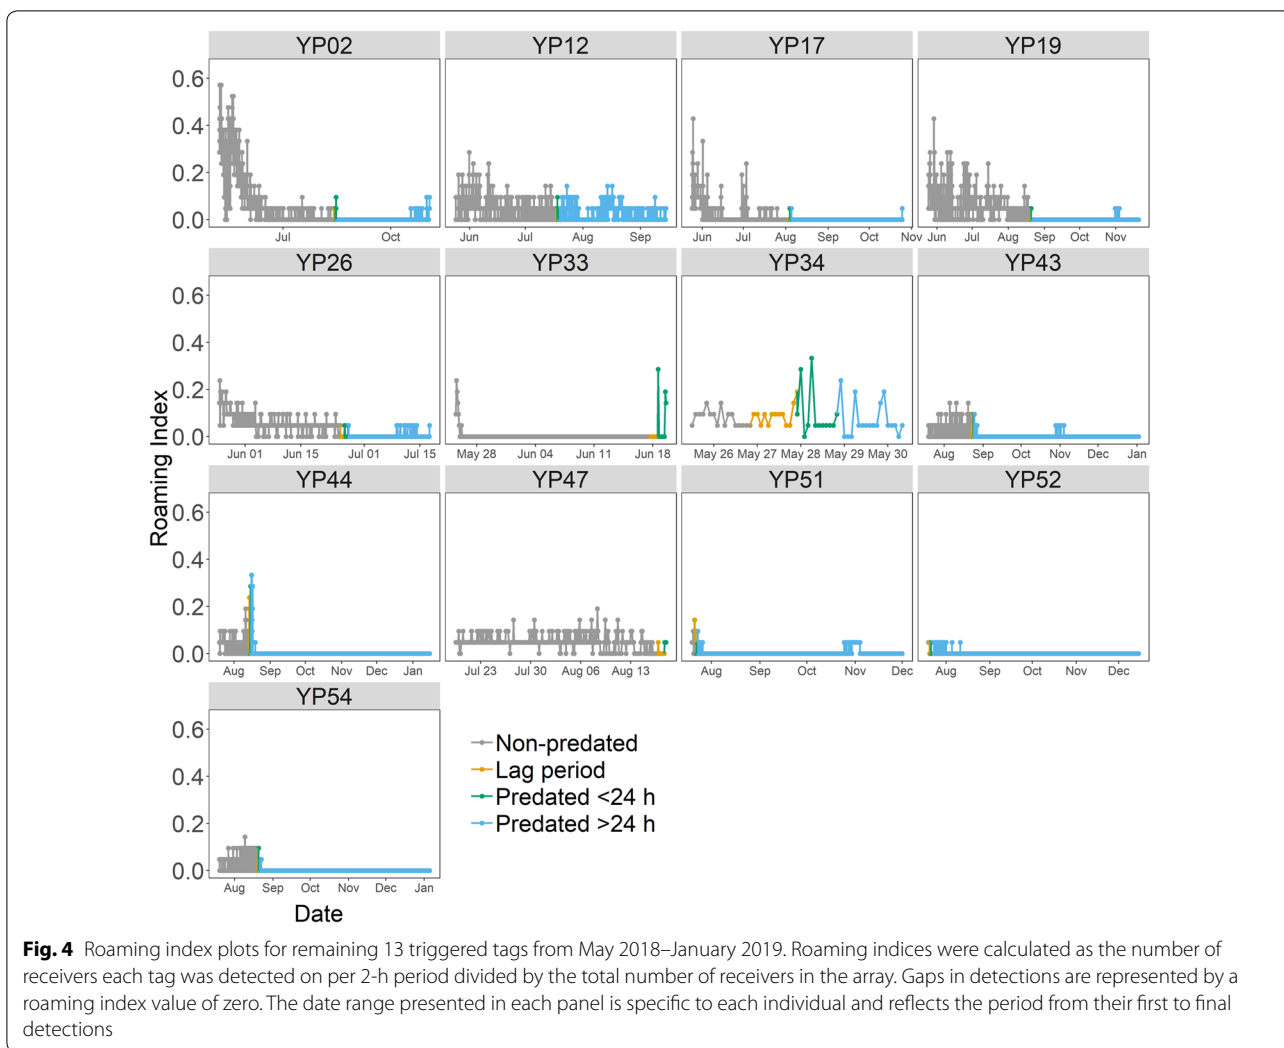 YP02 YP12 YP17 YP19
0.6
0.4
0.2
0.0
Jul Oct Jun Jul Aug Sep Jun Jul Aug Sep Oct Nov Jun Jul Aug Sep Oct Nov
YP26 YP33 YP34 YP43
0.6
0.4
0.2
0.0
Jun 01 Jun 15 Jul 01 Jul 15 May 28 Jun 04 Jun 11 Jun 18 May 26 May 27 May 28 May 29 May 30 Aug Sep Oct Nov Dec Jan
Roaming Index
YP44 YP47 YP51 YP52
0.6
0.4
0.2
0.0
Aug Sep Oct Nov Dec Jan Jul 23 Jul 30 Aug 06 Aug 13 Aug Sep Oct Nov Dec Aug Sep Oct Nov Dec
YP54
0.6
0.4
0.2
0.0
Aug Sep Oct Nov Dec Jan
Date
Non-predated
Lag period
Predated <24 h
Predated >24 h
Fig. 4 Roaming index plots for remaining 13 triggered tags from May 2018–January 2019. Roaming indices were calculated as the number of
receivers each tag was detected on per 2-h period divided by the total number of receivers in the array. Gaps in detections are represented by a
roaming index value of zero. The date range presented in each panel is specific to each individual and reflects the period from their first to final
detections